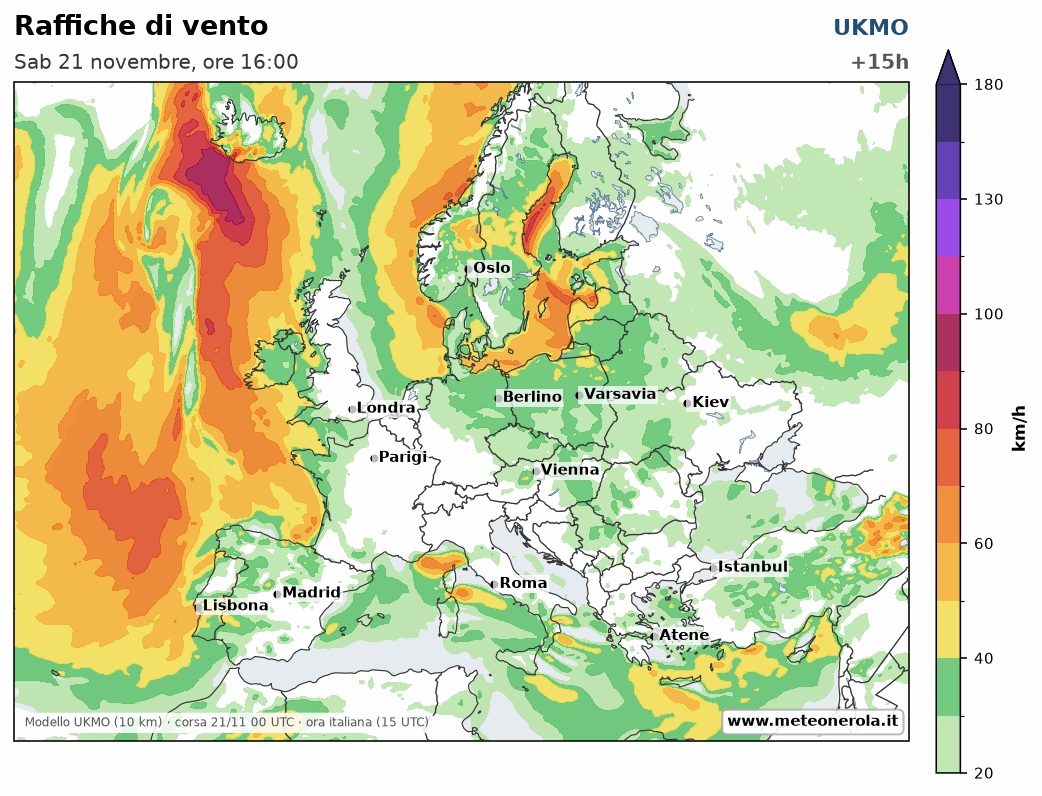 Raffiche di vento
UKMO
Sab 21 novembre, ore 16:00
+15h
180
130
100
80
60
40
20
km/h
Oslo
Berlino
Varsavia
Kiev
Londra
Parigi
Vienna
Istanbul
Roma
Madrid
Lisbona
Atene
Modello UKMO (10 km) · corsa 21/11 00 UTC · ora italiana (15 UTC)
www.meteonerola.it